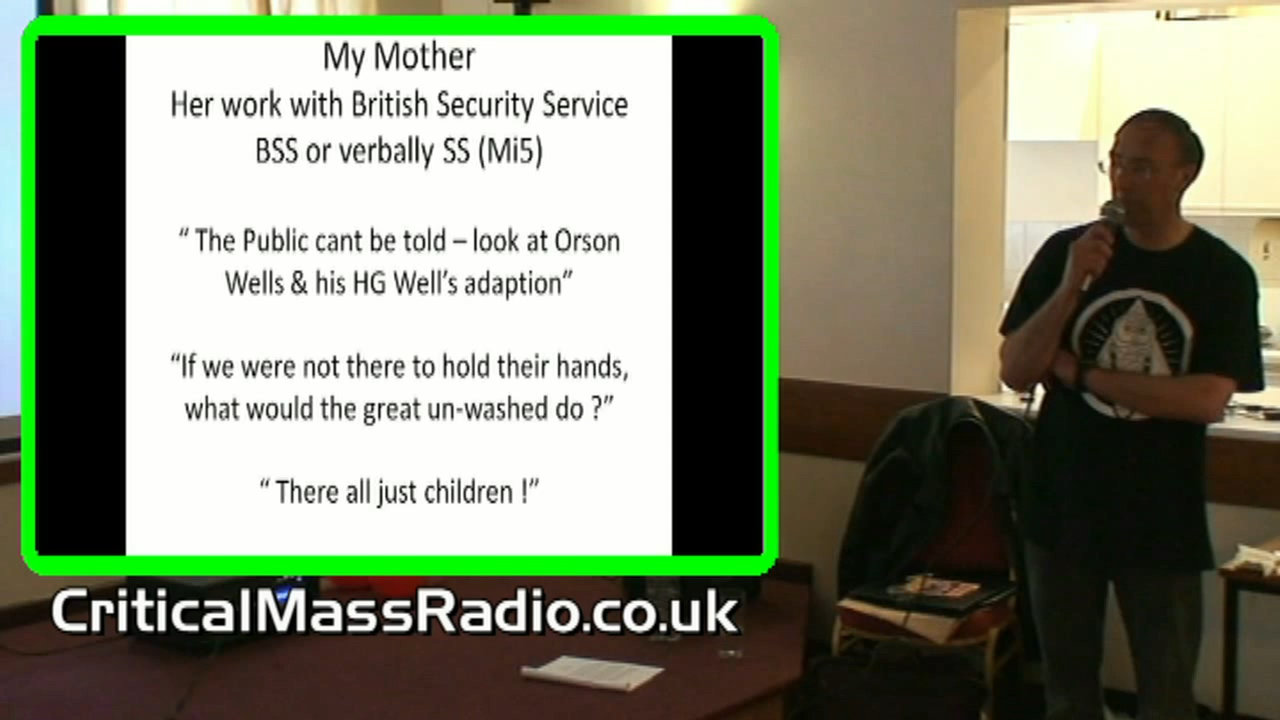 My Mother
Her work with British Security Service
BSS or verbally SS (Mi5)
“ The Public cant be told – look at Orson
Wells & his HG Well’s adaption”
“If we were not there to hold their hands,
what would the great un-washed do ?”
“ There all just children !”
CriticalMassRadio.co.uk